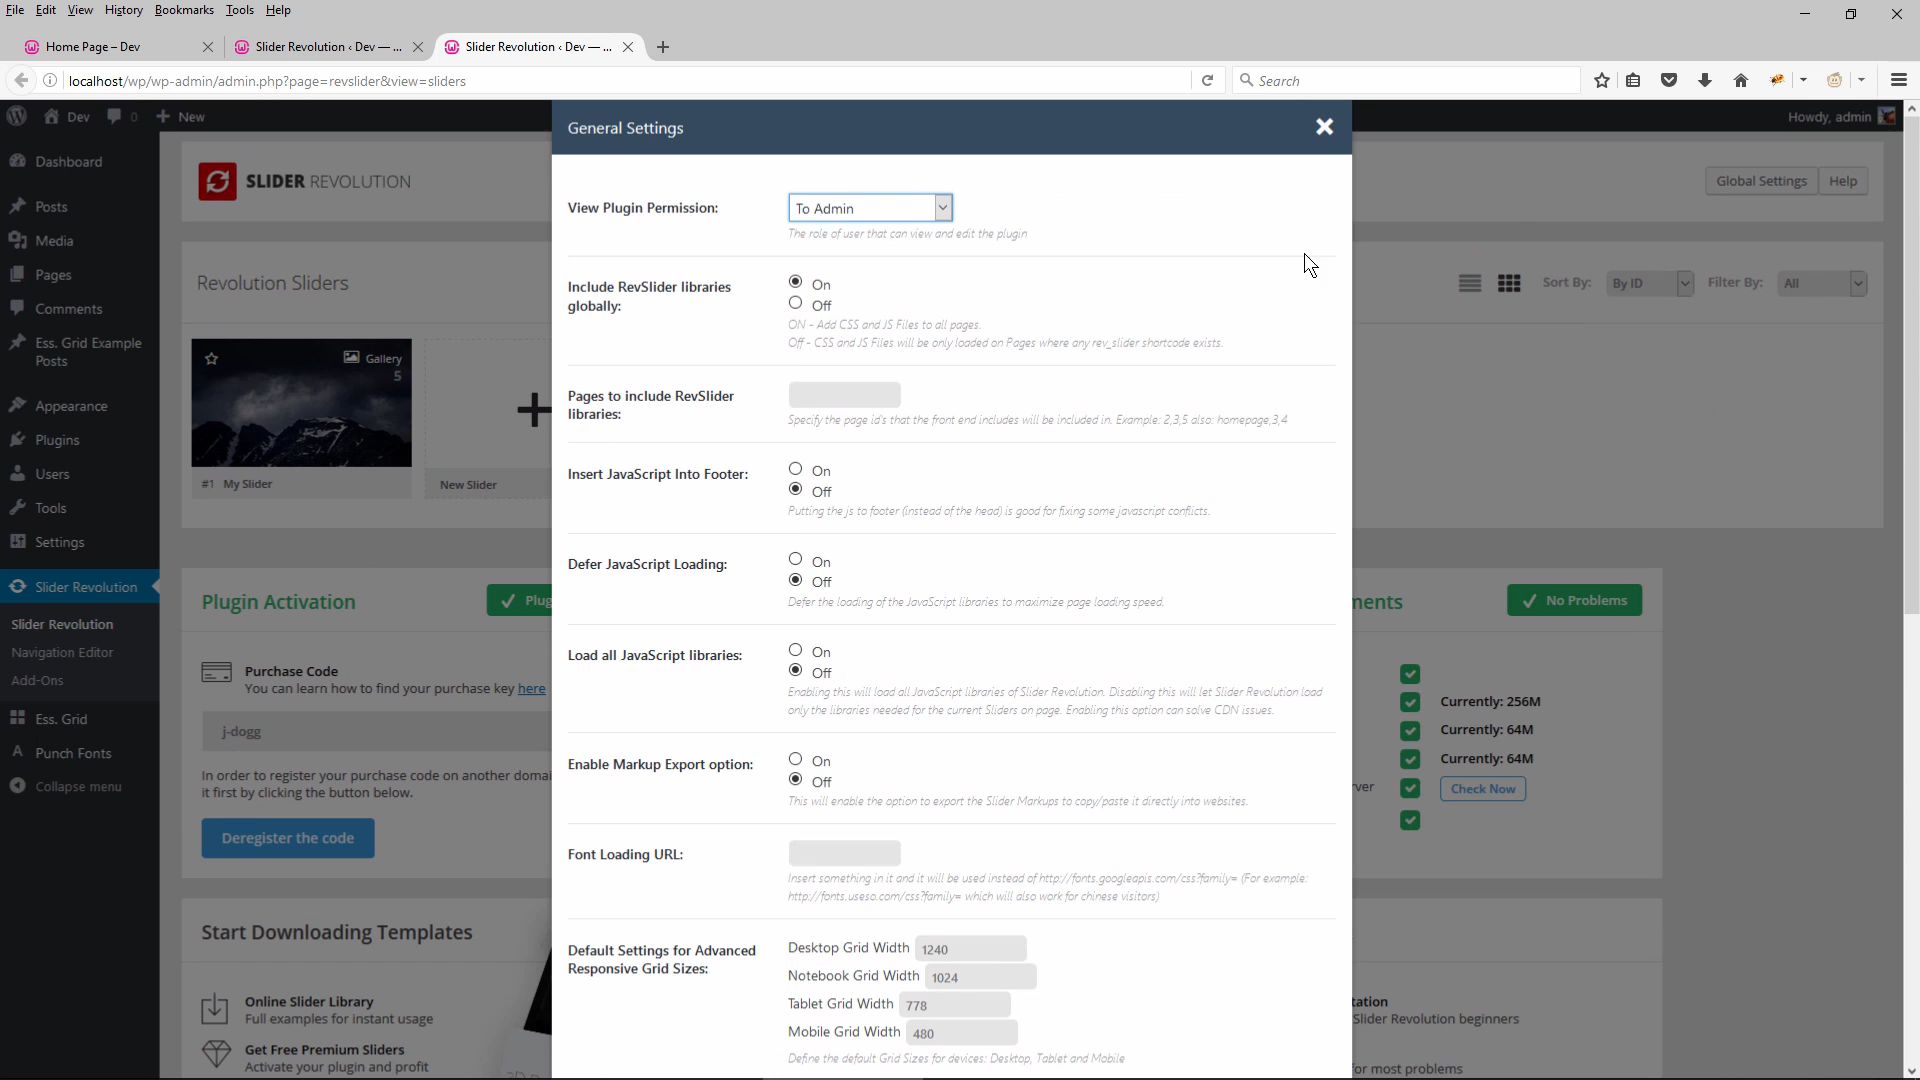 File Edit View History Bookmarks Tools Help
Home Page – Dev
Slider Revolution ‹ Dev — ...
Slider Revolution ‹ Dev — ...
localhost/wp/wp-admin/admin.php?page=revslider&view=sliders
Search
Dev 0 New
Howdy, admin
Dashboard
Posts
Media
Pages
Comments
Ess. Grid Example
Posts
Appearance
Plugins
Users
Tools
Settings
Slider Revolution
Slider Revolution
Navigation Editor
Add-Ons
Ess. Grid
Punch Fonts
Collapse menu
SLIDER REVOLUTION
Global Settings Help
Revolution Sliders
Sort By: By ID Filter By: All
Gallery
5
#1 My Slider
New Slider
Plugin Activation
Plug
Purchase Code
You can learn how to find your purchase key here
j-dogg
In order to register your purchase code on another domai
it first by clicking the button below.
Deregister the code
Start Downloading Templates
Online Slider Library
Full examples for instant usage
Get Free Premium Sliders
Activate your plugin and profit
General Settings
View Plugin Permission:
To Admin
The role of user that can view and edit the plugin
Include RevSlider libraries
globally:
On
Off
ON - Add CSS and JS Files to all pages.
Off - CSS and JS Files will be only loaded on Pages where any rev_slider shortcode exists.
Pages to include RevSlider
libraries:
Specify the page id's that the front end includes will be included in. Example: 2,3,5 also: homepage,3,4
Insert JavaScript Into Footer:
On
Off
Putting the js to footer (instead of the head) is good for fixing some javascript conflicts.
Defer JavaScript Loading:
On
Off
Defer the loading of the JavaScript libraries to maximize page loading speed.
Load all JavaScript libraries:
On
Off
Enabling this will load all JavaScript libraries of Slider Revolution. Disabling this will let Slider Revolution load
only the libraries needed for the current Sliders on page. Enabling this option can solve CDN issues.
Enable Markup Export option:
On
Off
This will enable the option to export the Slider Markups to copy/paste it directly into websites.
Font Loading URL:
Insert something in it and it will be used instead of http://fonts.googleapis.com/css?family= (For example:
http://fonts.useso.com/css?family= which will also work for chinese visitors)
Default Settings for Advanced
Responsive Grid Sizes:
Desktop Grid Width 1240
Notebook Grid Width 1024
Tablet Grid Width 778
Mobile Grid Width 480
Define the default Grid Sizes for devices: Desktop, Tablet and Mobile
ments
No Problems
Currently: 256M
Currently: 64M
Currently: 64M
rver
Check Now
tation
Slider Revolution beginners
for most problems